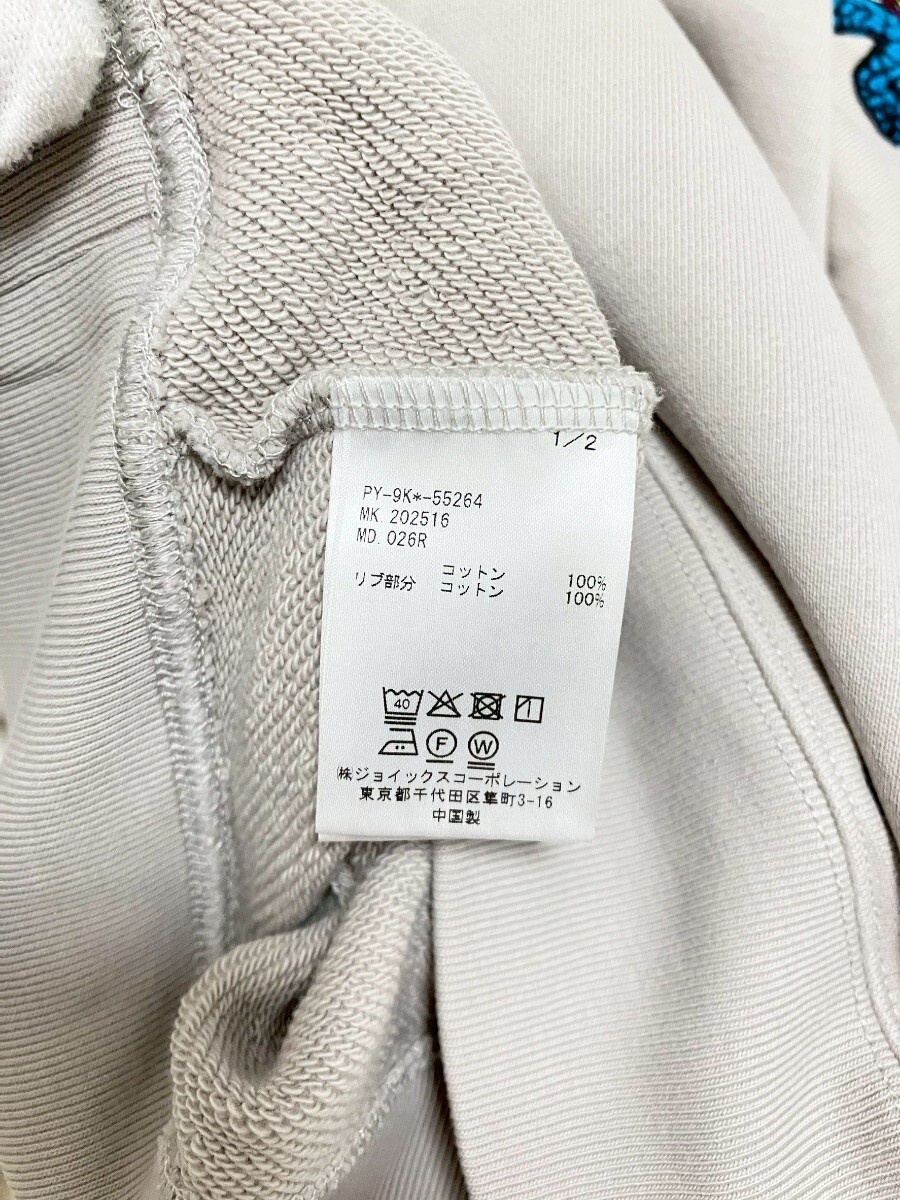 1/2
PY-9K*-55264
MK. 202516
MD. 026R
コットン 100%
リブ部分 コットン 100%
40
1
F W
㈱ジョイックスコーポレーション
東京都千代田区隼町3-16
中国製